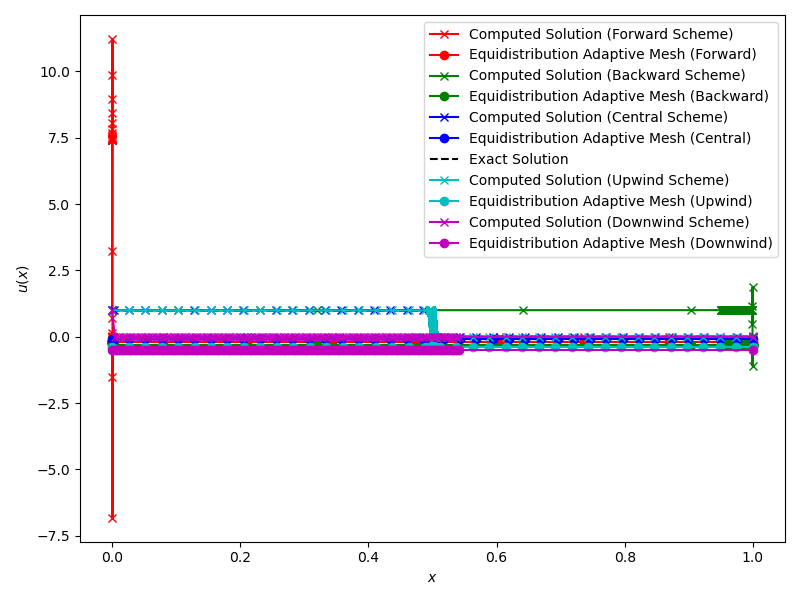 Computed Solution (Forward Scheme)
Equidistribution Adaptive Mesh (Forward)
Computed Solution (Backward Scheme)
Equidistribution Adaptive Mesh (Backward)
Computed Solution (Central Scheme)
Equidistribution Adaptive Mesh (Central)
Exact Solution
Computed Solution (Upwind Scheme)
Equidistribution Adaptive Mesh (Upwind)
Computed Solution (Downwind Scheme)
Equidistribution Adaptive Mesh (Downwind)
10.0
7.5
5.0
2.5
0.0
−2.5
−5.0
−7.5
u(x)
0.0 0.2 0.4 0.6 0.8 1.0
x